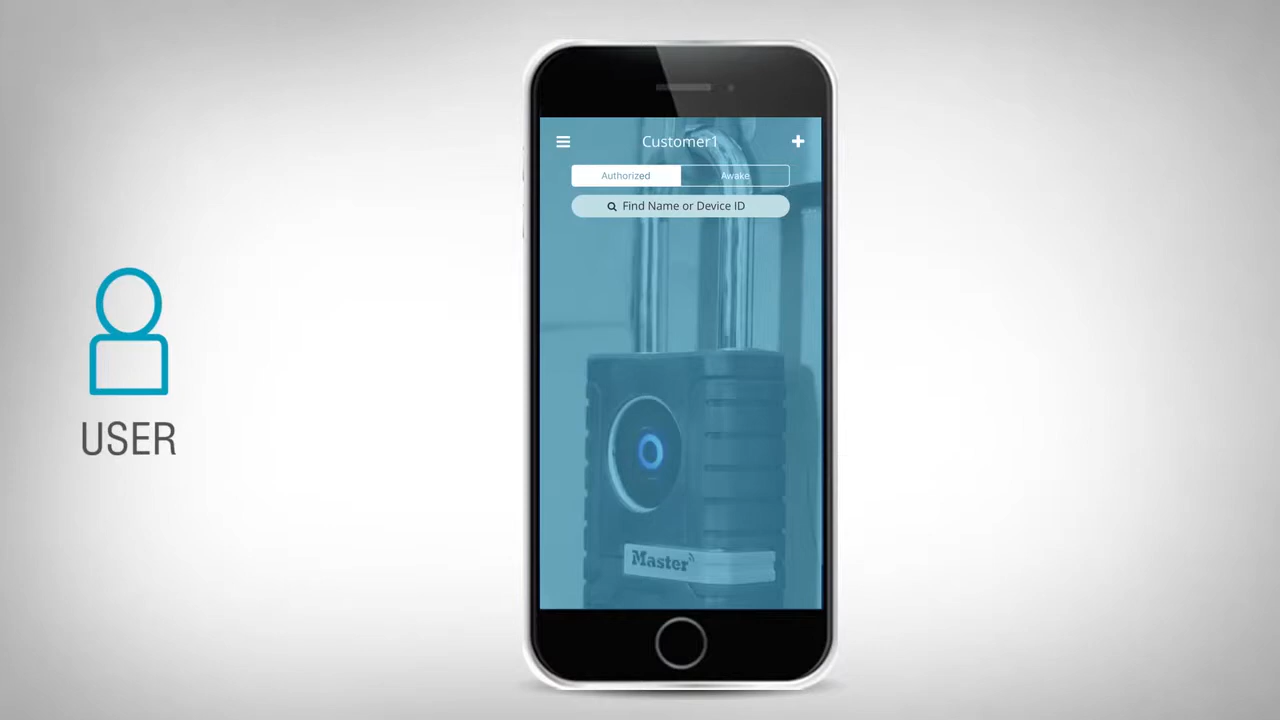 Customer1
Authorized
Awake
Find Name or Device ID
USER
Master